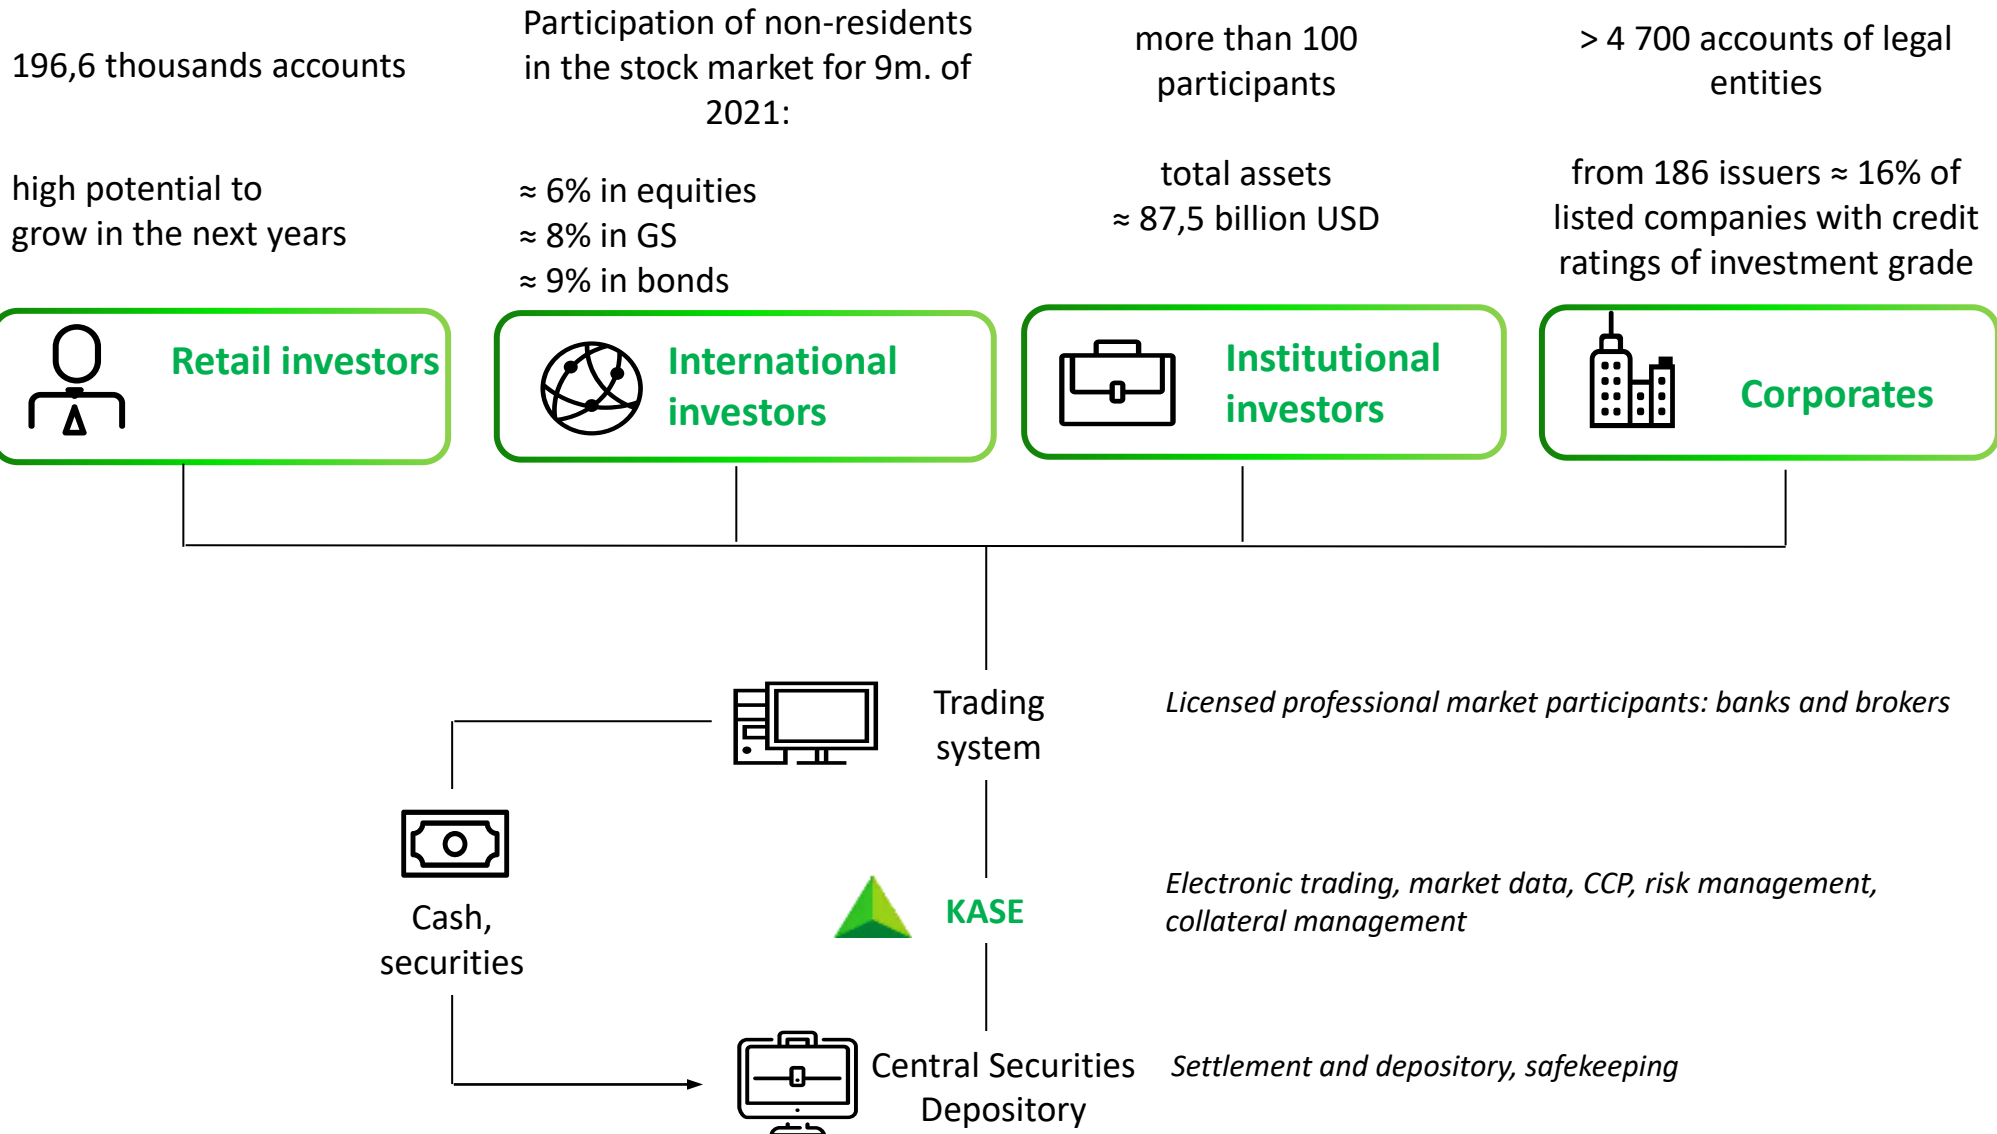 196,6 thousands accounts
high potential to
grow in the next years
Retail investors
Participation of non-residents
in the stock market for 9m. of
2021:
≈ 6% in equities
≈ 8% in GS
≈ 9% in bonds
International
investors
more than 100
participants
total assets
≈ 87,5 billion USD
Institutional
investors
> 4 700 accounts of legal
entities
from 186 issuers ≈ 16% of
listed companies with credit
ratings of investment grade
Corporates
Trading
system
Licensed professional market participants: banks and brokers
Cash,
securities
KASE
Electronic trading, market data, CCP, risk management,
collateral management
Central Securities
Depository
Settlement and depository, safekeeping